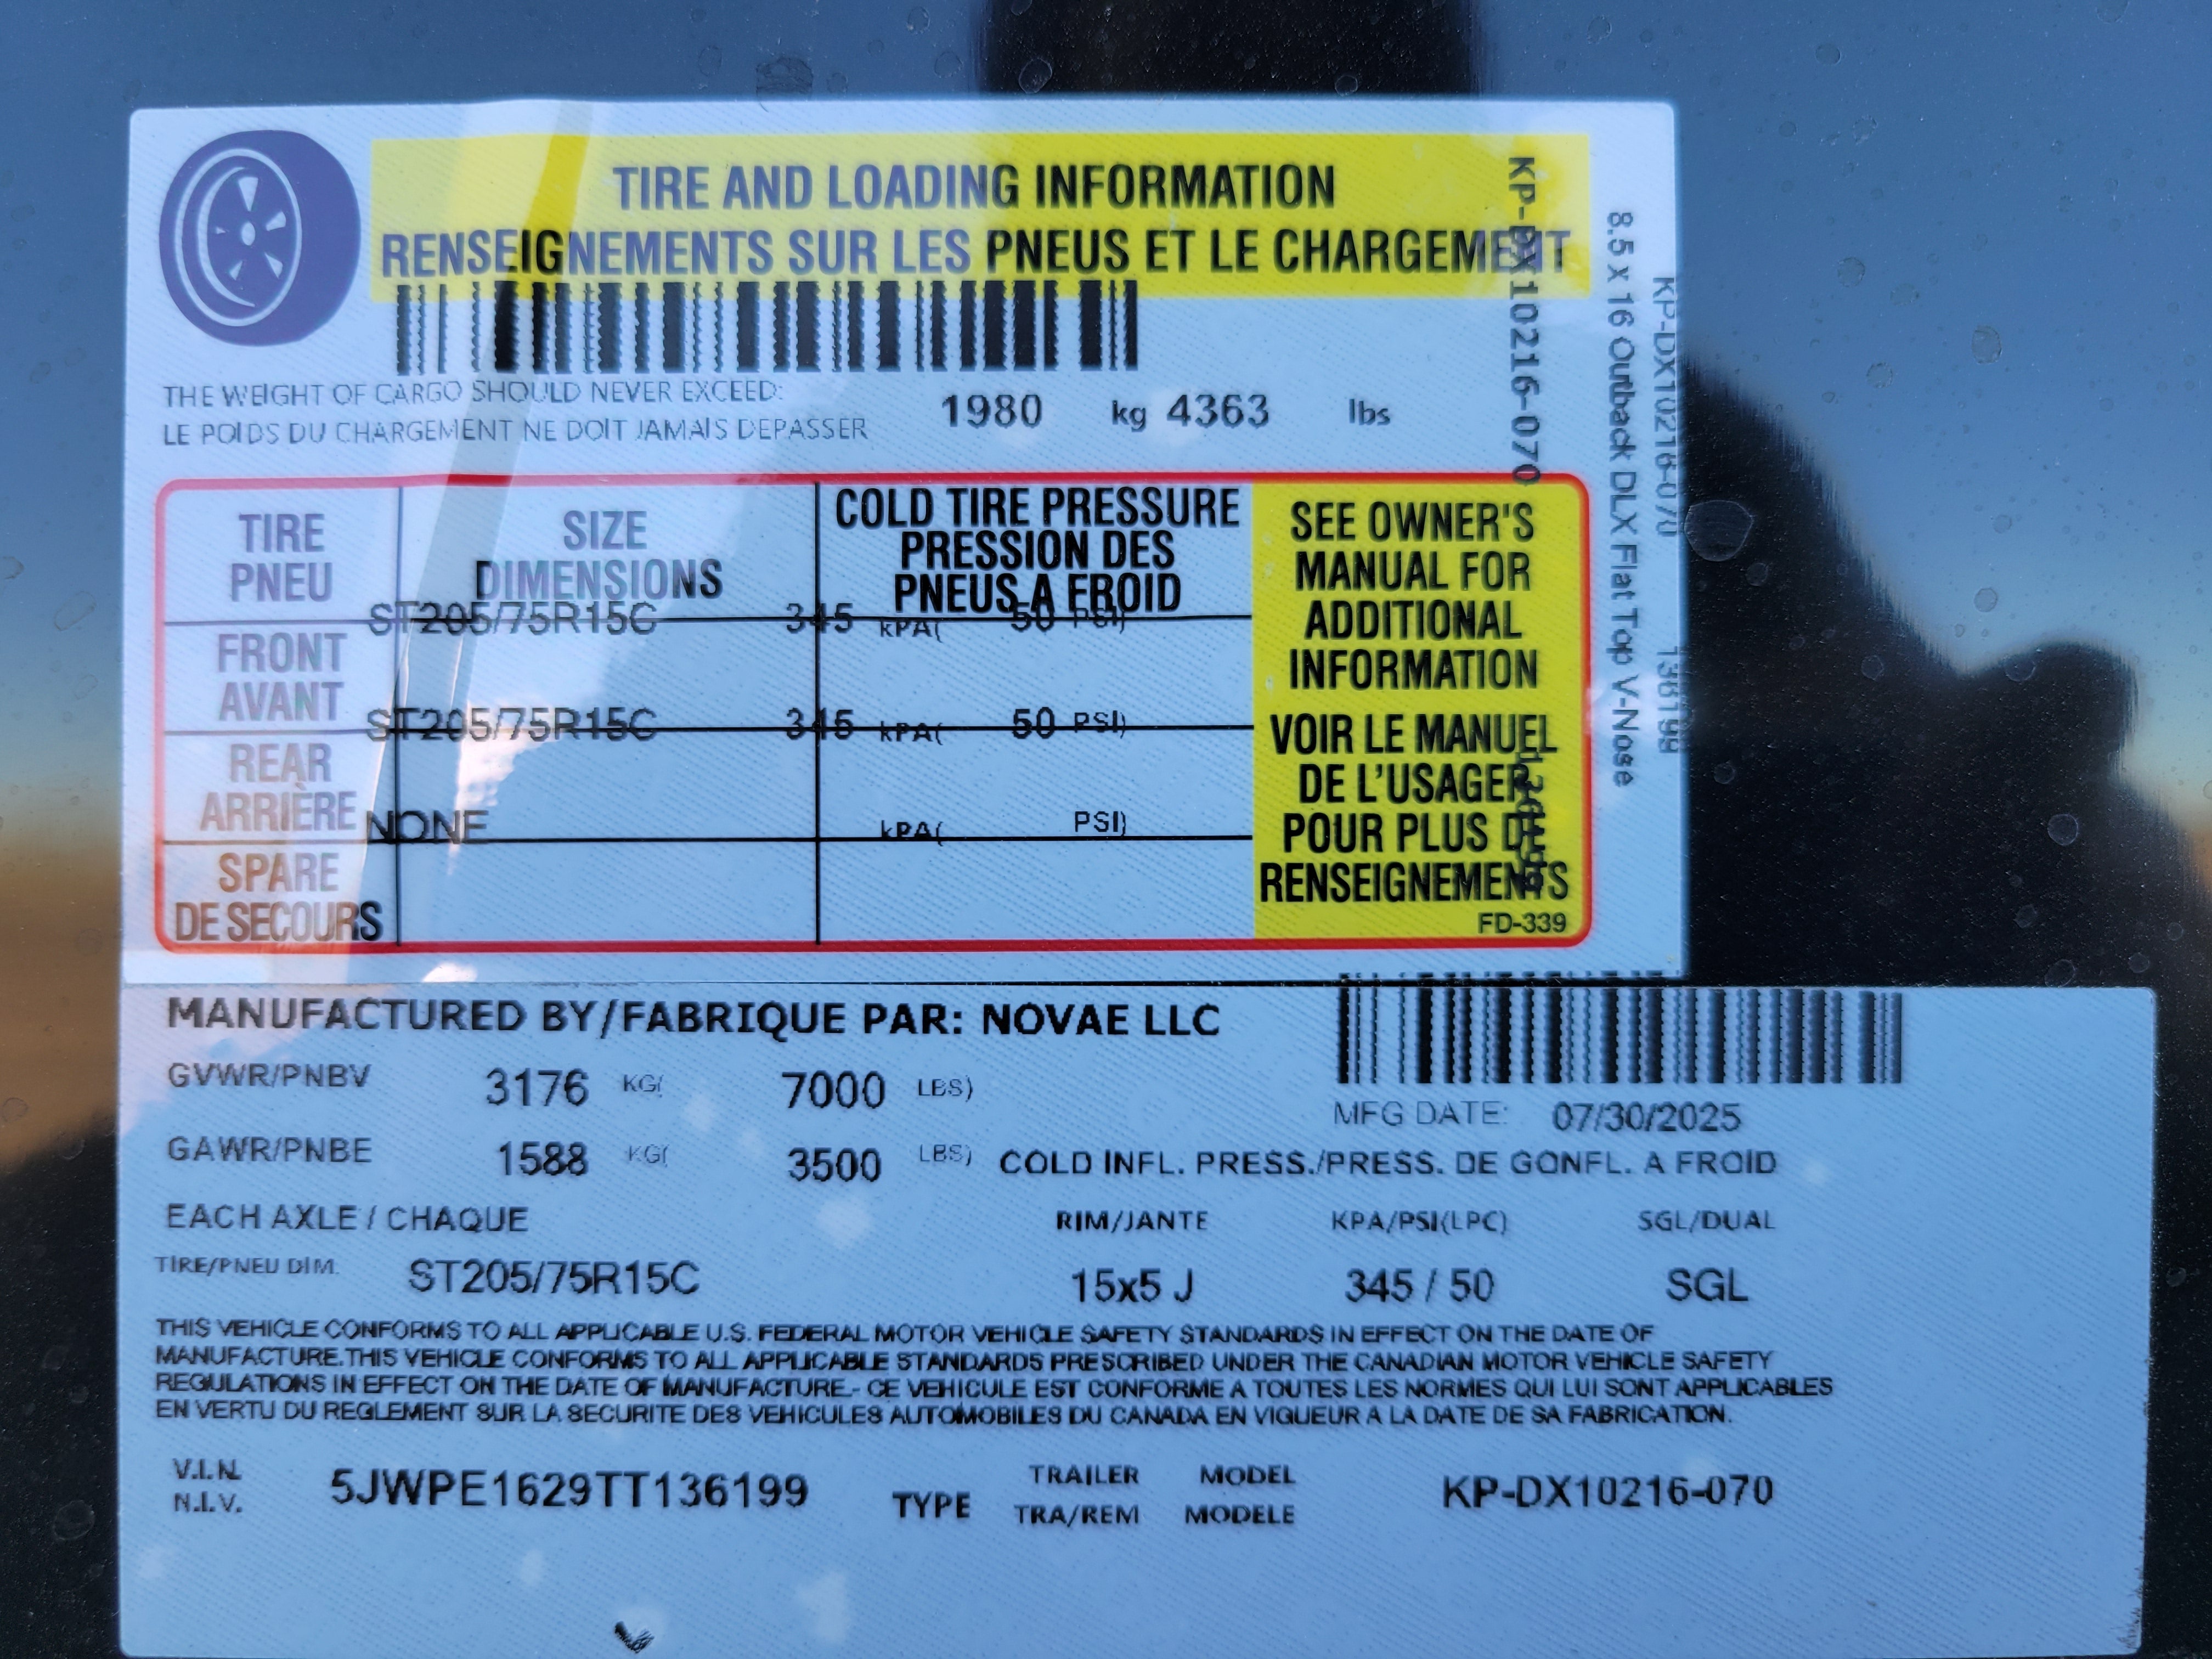 TIRE AND LOADING INFORMATION
RENSEIGNEMENTS SUR LES PNEUS ET LE CHARGEMENT
THE WEIGHT OF CARGO SHOULD NEVER EXCEED:
LE POIDS DU CHARGEMENT NE DOIT JAMAIS DEPASSER
1980 kg 4363 lbs
TIRE
PNEU
SIZE
DIMENSIONS
COLD TIRE PRESSURE
PRESSION DES
PNEUS A FROID
ST205/75R15C 345 kPA( 50 PSI)
FRONT
AVANT
ST205/75R15C 345 kPA( 50 PSI)
REAR
ARRIÈRE
NONE kPA( PSI)
SPARE
DE SECOURS
SEE OWNER'S
MANUAL FOR
ADDITIONAL
INFORMATION
VOIR LE MANUEL
DE L'USAGER
POUR PLUS DE
RENSEIGNEMENTS
FD-339
KP-DX10216-070 136199
8.5 x 16 Outback DLX Flat Top V-Nose
KP-DX10216-070 136199
MANUFACTURED BY/FABRIQUE PAR: NOVAE LLC
GVWR/PNBV 3176 KG( 7000 LBS)
MFG DATE: 07/30/2025
GAWR/PNBE 1588 KG( 3500 LBS) COLD INFL. PRESS./PRESS. DE GONFL. A FROID
EACH AXLE / CHAQUE RIM/JANTE KPA/PSI(LPC) SGL/DUAL
TIRE/PNEU DIM. ST205/75R15C 15x5 J 345 / 50 SGL
THIS VEHICLE CONFORMS TO ALL APPLICABLE U.S. FEDERAL MOTOR VEHICLE SAFETY STANDARDS IN EFFECT ON THE DATE OF
MANUFACTURE.THIS VEHICLE CONFORMS TO ALL APPLICABLE STANDARDS PRESCRIBED UNDER THE CANADIAN MOTOR VEHICLE SAFETY
REGULATIONS IN EFFECT ON THE DATE OF MANUFACTURE.- CE VEHICULE EST CONFORME A TOUTES LES NORMES QUI LUI SONT APPLICABLES
EN VERTU DU REGLEMENT SUR LA SECURITE DES VEHICULES AUTOMOBILES DU CANADA EN VIGUEUR A LA DATE DE SA FABRICATION.
V.I.N.
N.I.V.
5JWPE1629TT136199
TYPE
TRAILER
TRA/REM
MODEL
MODELE
KP-DX10216-070